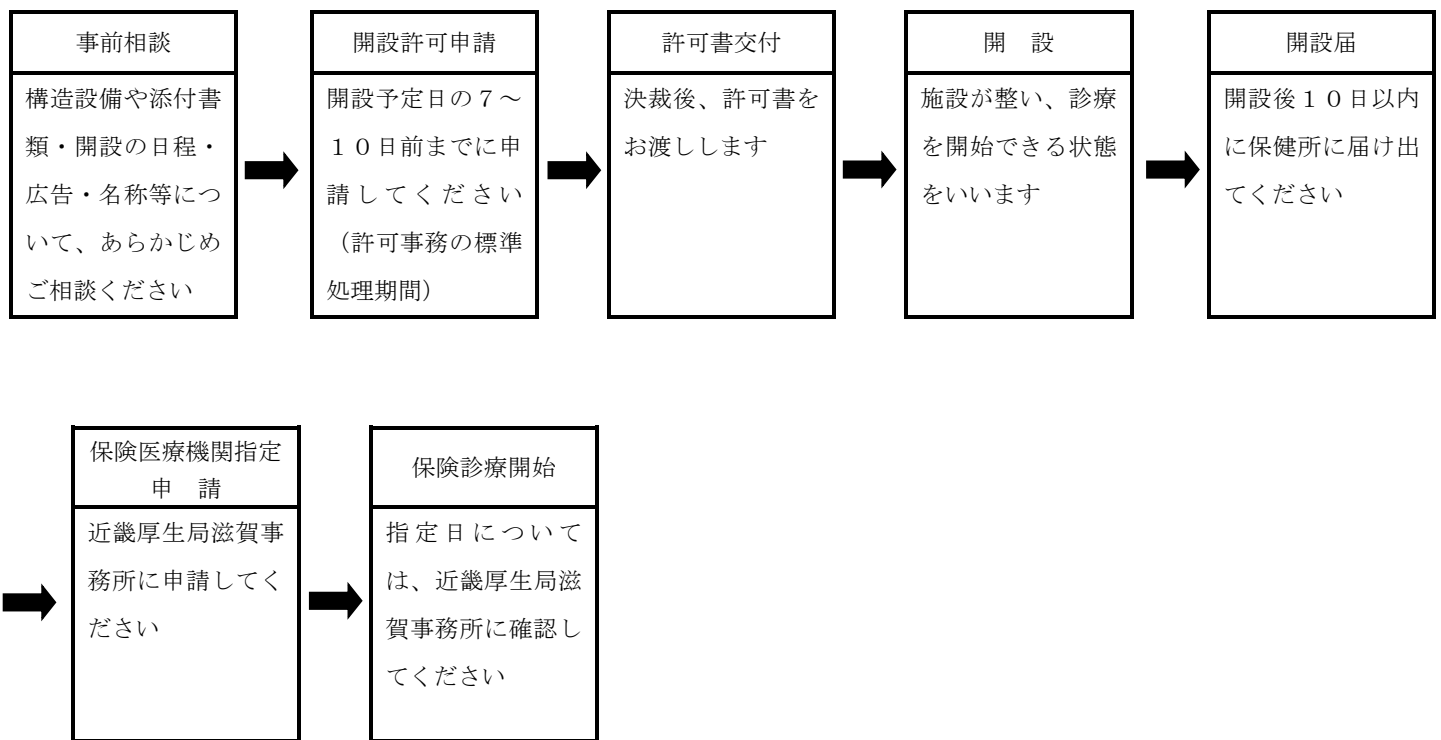 事前相談
構造設備や添付書
類・開設の日程・
広告・名称等につ
いて、あらかじめ
ご相談ください
開設許可申請
開設予定日の７～
１０日前までに申
請してください
（許可事務の標準
処理期間）
許可書交付
決裁後、許可書を
お渡しします
開　設
施設が整い、診療
を開始できる状態
をいいます
開設届
開設後１０日以内
に保健所に届け出
てください
保険医療機関指定
申　請
近畿厚生局滋賀事
務所に申請してく
ださい
保険診療開始
指定日について
は、近畿厚生局滋
賀事務所に確認し
てください